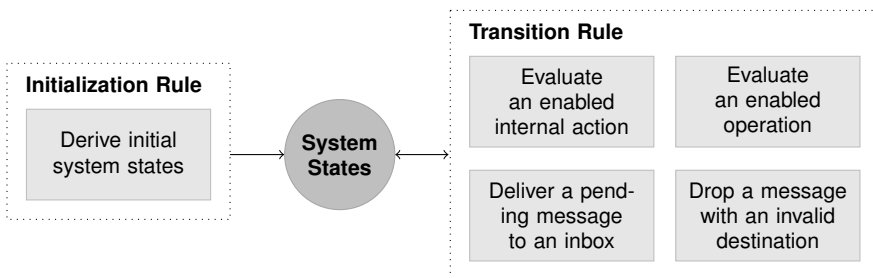 Initialization Rule
Derive initial
system states
System
States
Transition Rule
Evaluate
an enabled
internal action
Evaluate
an enabled
operation
Deliver a pend-
ing message
to an inbox
Drop a message
with an invalid
destination